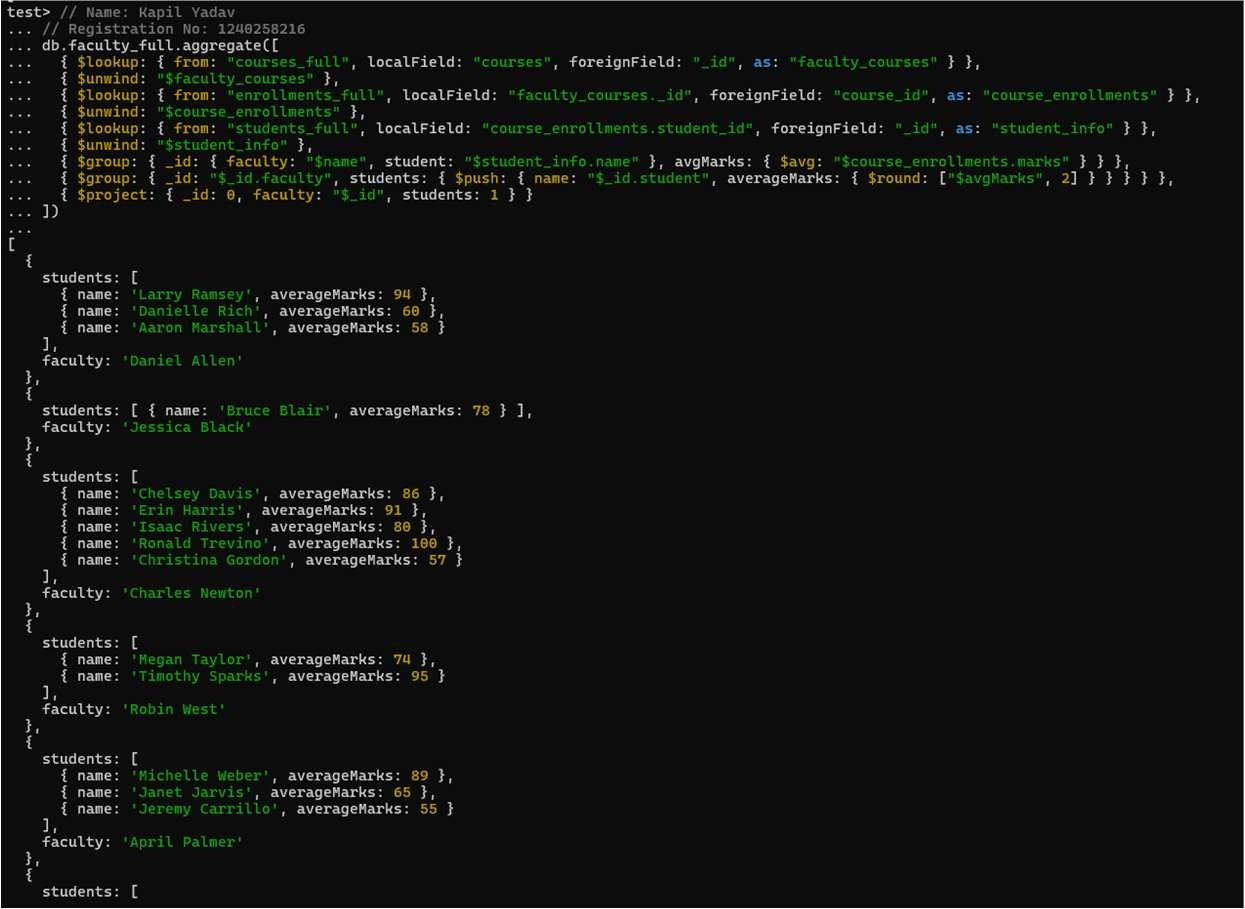 test> // Name: Kapil Yadav
... // Registration No: 1240258216
... db.faculty_full.aggregate([
...   { $lookup: { from: "courses_full", localField: "courses", foreignField: "_id", as: "faculty_courses" } },
...   { $unwind: "$faculty_courses" },
...   { $lookup: { from: "enrollments_full", localField: "faculty_courses._id", foreignField: "course_id", as: "course_enrollments" } },
...   { $unwind: "$course_enrollments" },
...   { $lookup: { from: "students_full", localField: "course_enrollments.student_id", foreignField: "_id", as: "student_info" } },
...   { $unwind: "$student_info" },
...   { $group: { _id: { faculty: "$name", student: "$student_info.name" }, avgMarks: { $avg: "$course_enrollments.marks" } } },
...   { $group: { _id: "$_id.faculty", students: { $push: { name: "$_id.student", averageMarks: { $round: ["$avgMarks", 2] } } } } },
...   { $project: { _id: 0, faculty: "$_id", students: 1 } }
... ])
...
[
  {
    students: [
      { name: 'Larry Ramsey', averageMarks: 94 },
      { name: 'Danielle Rich', averageMarks: 60 },
      { name: 'Aaron Marshall', averageMarks: 58 }
    ],
    faculty: 'Daniel Allen'
  },
  {
    students: [ { name: 'Bruce Blair', averageMarks: 78 } ],
    faculty: 'Jessica Black'
  },
  {
    students: [
      { name: 'Chelsey Davis', averageMarks: 86 },
      { name: 'Erin Harris', averageMarks: 91 },
      { name: 'Isaac Rivers', averageMarks: 80 },
      { name: 'Ronald Trevino', averageMarks: 100 },
      { name: 'Christina Gordon', averageMarks: 57 }
    ],
    faculty: 'Charles Newton'
  },
  {
    students: [
      { name: 'Megan Taylor', averageMarks: 74 },
      { name: 'Timothy Sparks', averageMarks: 95 }
    ],
    faculty: 'Robin West'
  },
  {
    students: [
      { name: 'Michelle Weber', averageMarks: 89 },
      { name: 'Janet Jarvis', averageMarks: 65 },
      { name: 'Jeremy Carrillo', averageMarks: 55 }
    ],
    faculty: 'April Palmer'
  },
  {
    students: [